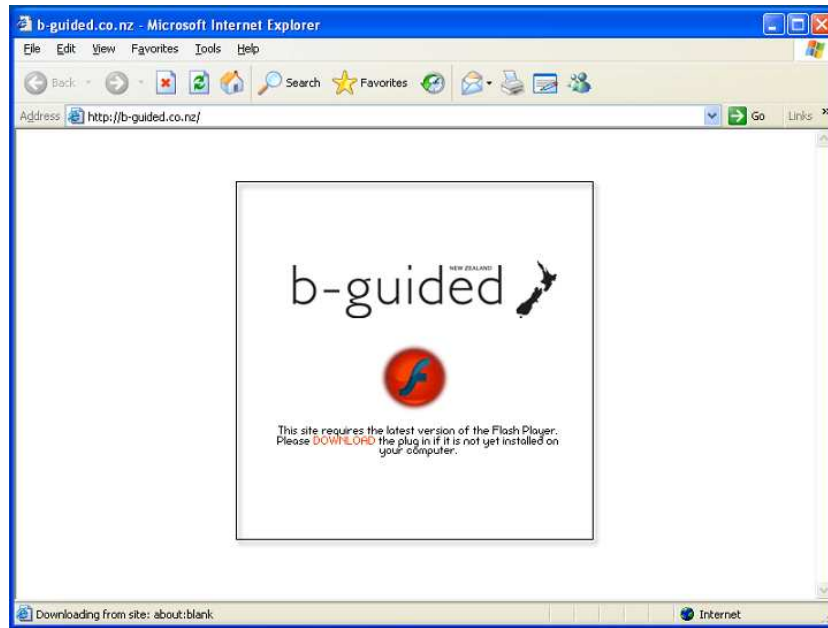 b-guided.co.nz - Microsoft Internet Explorer
File Edit View Favorites Tools Help
Back Search Favorites
Address http://b-guided.co.nz/ Go Links »
NEW ZEALAND
b-guided
This site requires the latest version of the Flash Player.
Please DOWNLOAD the plug in if it is not yet installed on
your computer.
Downloading from site: about:blank Internet